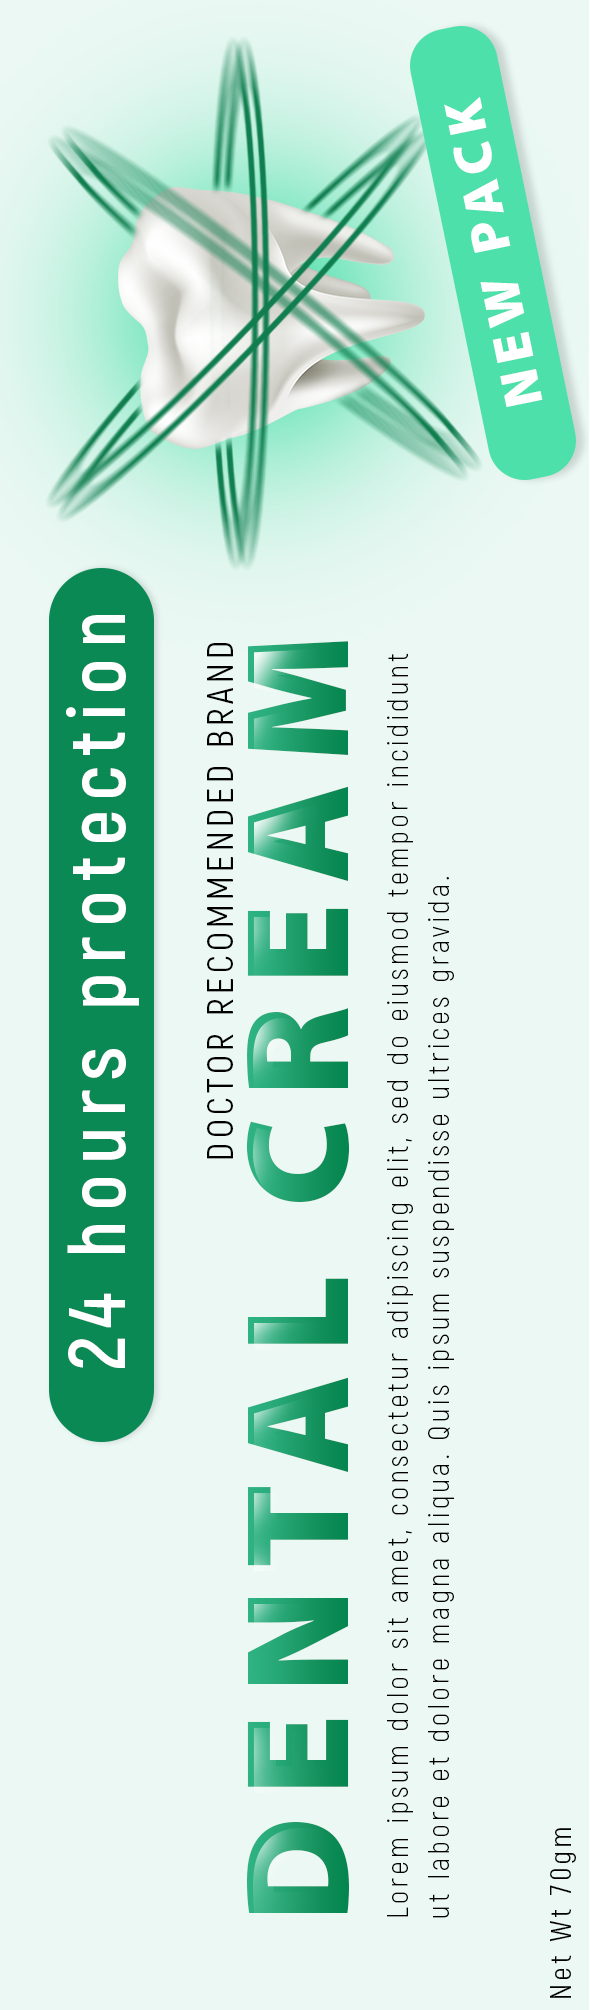 24 hours protection
NEW PACK
DOCTOR RECOMMENDED BRAND
DENTAL CREAM
Lorem ipsum dolor sit amet, consectetur adipiscing elit, sed do eiusmod tempor incididunt
ut labore et dolore magna aliqua. Quis ipsum suspendisse ultrices gravida.
Net Wt 70gm